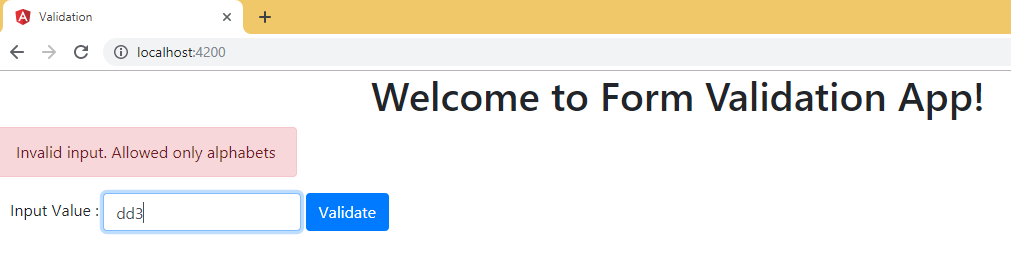 Validation
localhost:4200
Welcome to Form Validation App!
Invalid input. Allowed only alphabets
Input Value : dd3 Validate